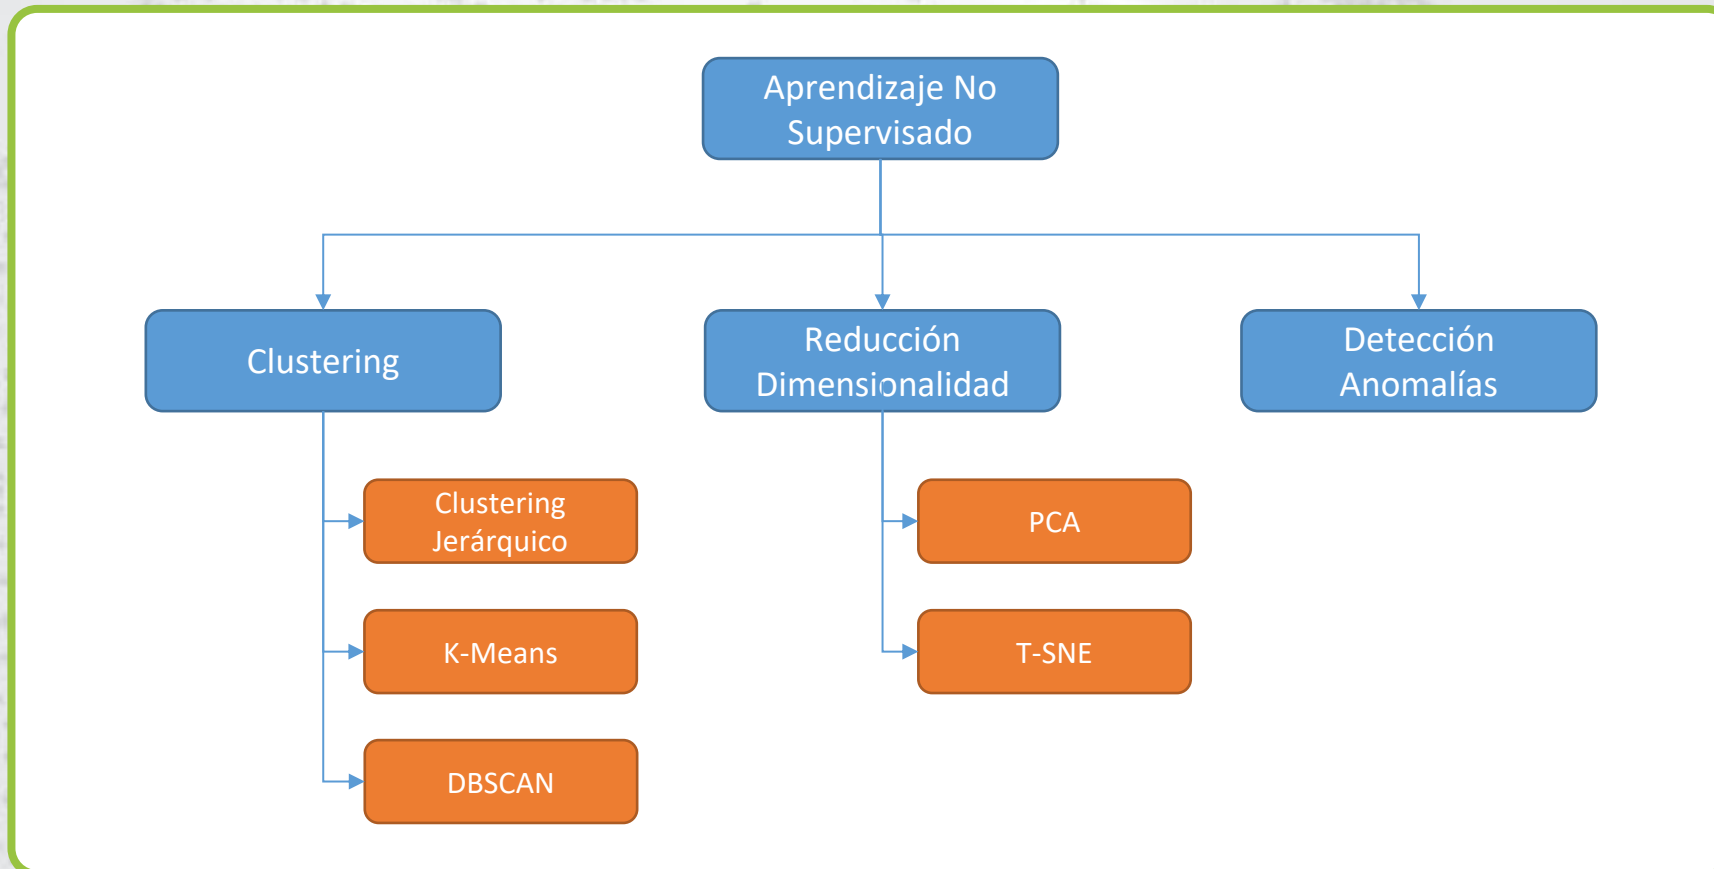 Aprendizaje No
Supervisado
Clustering
Reducción
Dimensionalidad
Detección
Anomalías
Clustering
Jerárquico
PCA
K-Means
T-SNE
DBSCAN